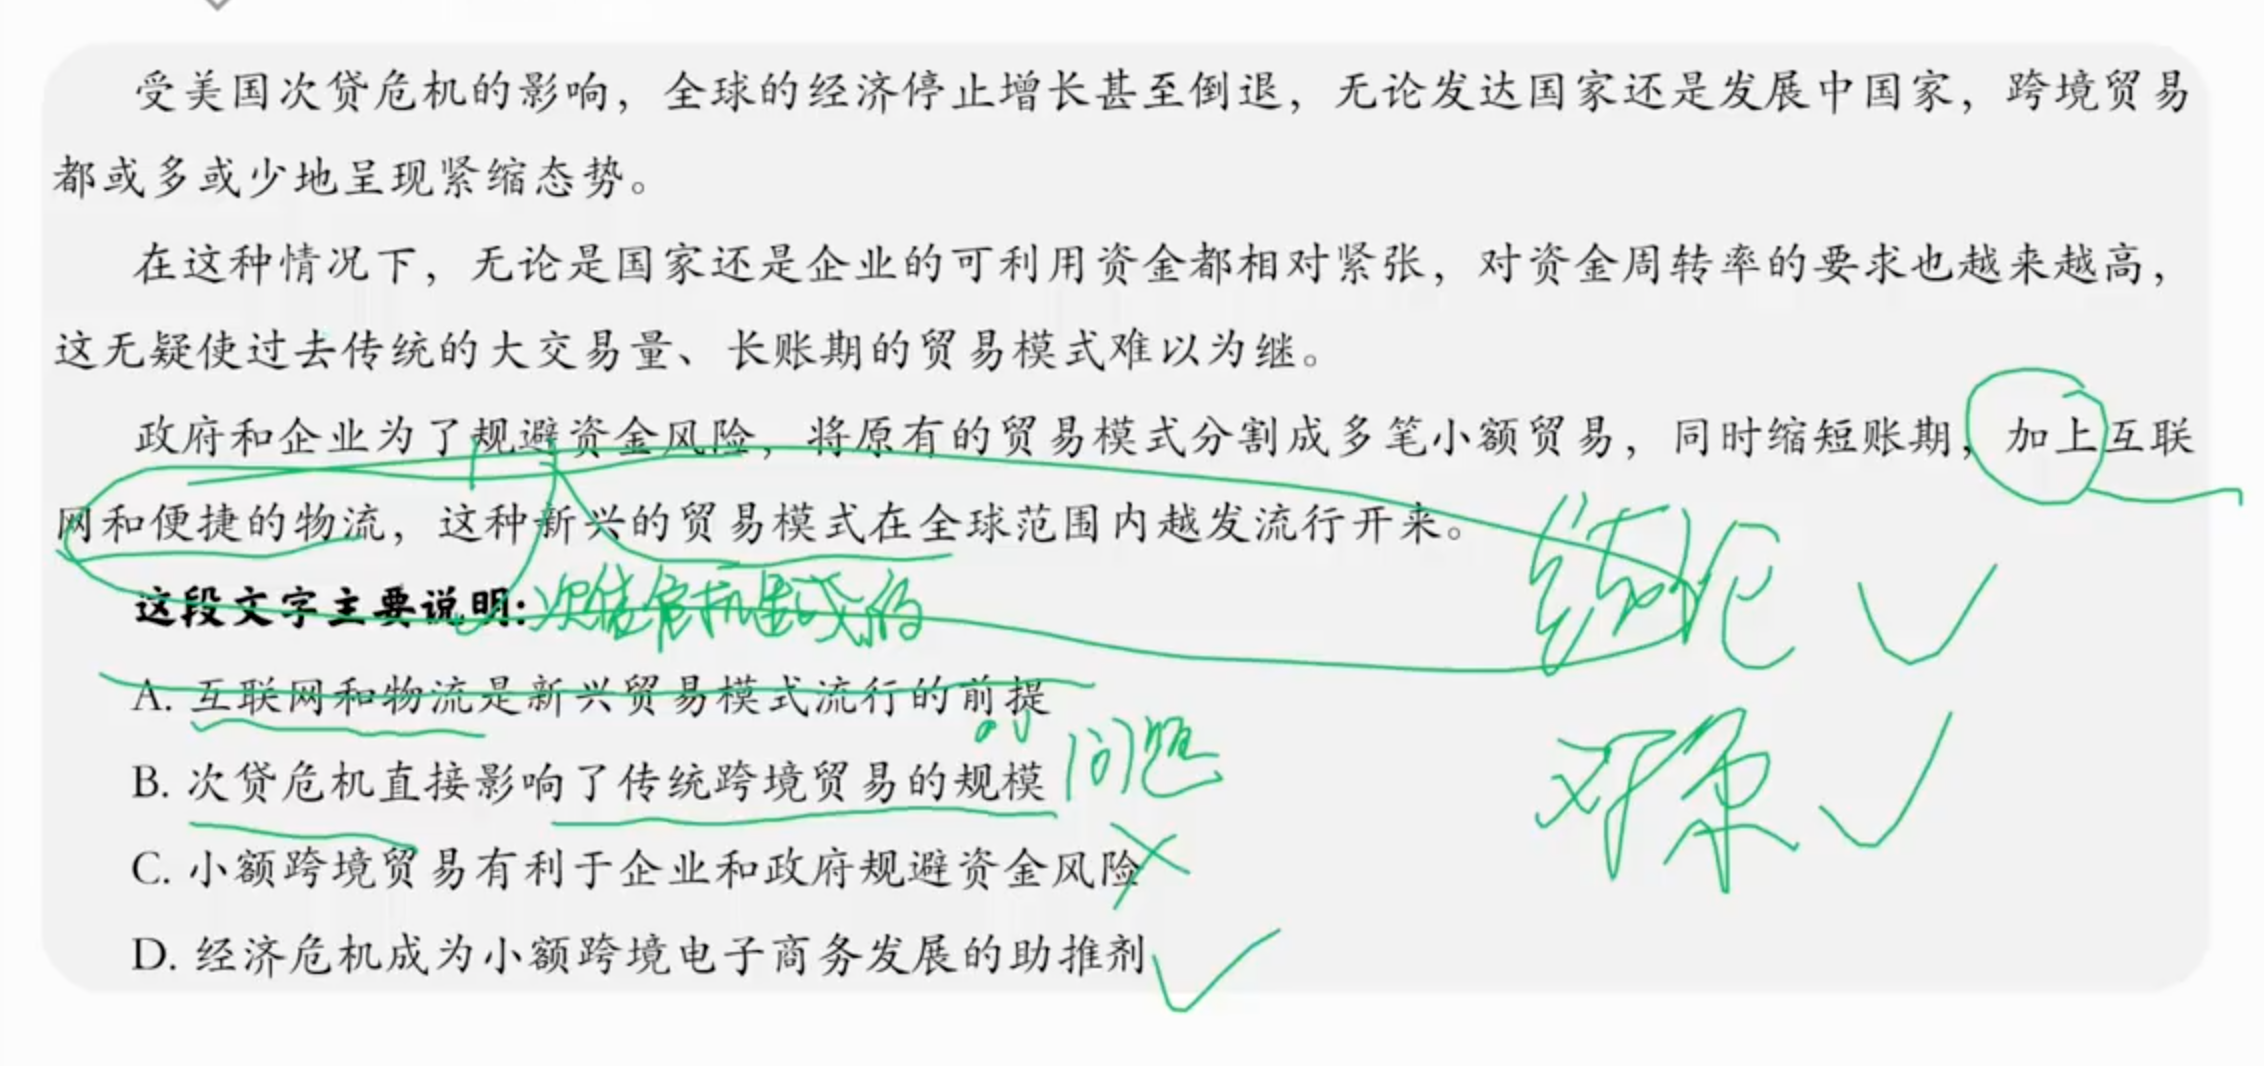 受美国次贷危机的影响，全球的经济停止增长甚至倒退，无论发达国家还是发展中国家，跨境贸易
都或多或少地呈现紧缩态势。
在这种情况下，无论是国家还是企业的可利用资金都相对紧张，对资金周转率的要求也越来越高，
这无疑使过去传统的大交易量、长账期的贸易模式难以为继。
政府和企业为了规避资金风险，将原有的贸易模式分割成多笔小额贸易，同时缩短账期，加上互联
网和便捷的物流，这种新兴的贸易模式在全球范围内越发流行开来。
结论
这段文字主要说明：
次贷危机造成的
A. 互联网和物流是新兴贸易模式流行的前提
B. 次贷危机直接影响了传统跨境贸易的规模
问题
对策
C. 小额跨境贸易有利于企业和政府规避资金风险
D. 经济危机成为小额跨境电子商务发展的助推剂